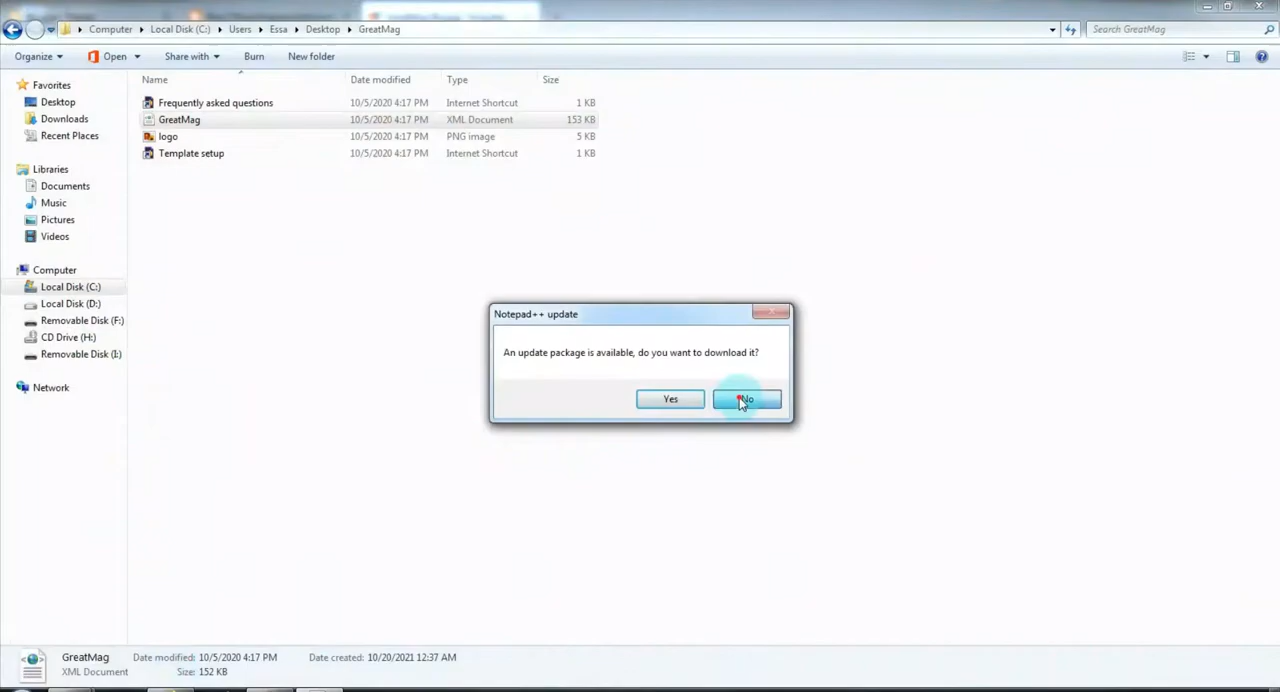 Computer Local Disk (C:) Users Essa Desktop GreatMag Search GreatMag
Organize Open Share with Burn New folder
Favorites
Desktop
Downloads
Recent Places
Libraries
Documents
Music
Pictures
Videos
Computer
Local Disk (C:)
Local Disk (D:)
Removable Disk (F:)
CD Drive (H:)
Removable Disk (I:)
Network
Name Date modified Type Size
Frequently asked questions 10/5/2020 4:17 PM Internet Shortcut 1 KB
GreatMag 10/5/2020 4:17 PM XML Document 153 KB
logo 10/5/2020 4:17 PM PNG image 5 KB
Template setup 10/5/2020 4:17 PM Internet Shortcut 1 KB
Notepad++ update
An update package is available, do you want to download it?
Yes No
GreatMag Date modified: 10/5/2020 4:17 PM Date created: 10/20/2021 12:37 AM
XML Document Size: 152 KB